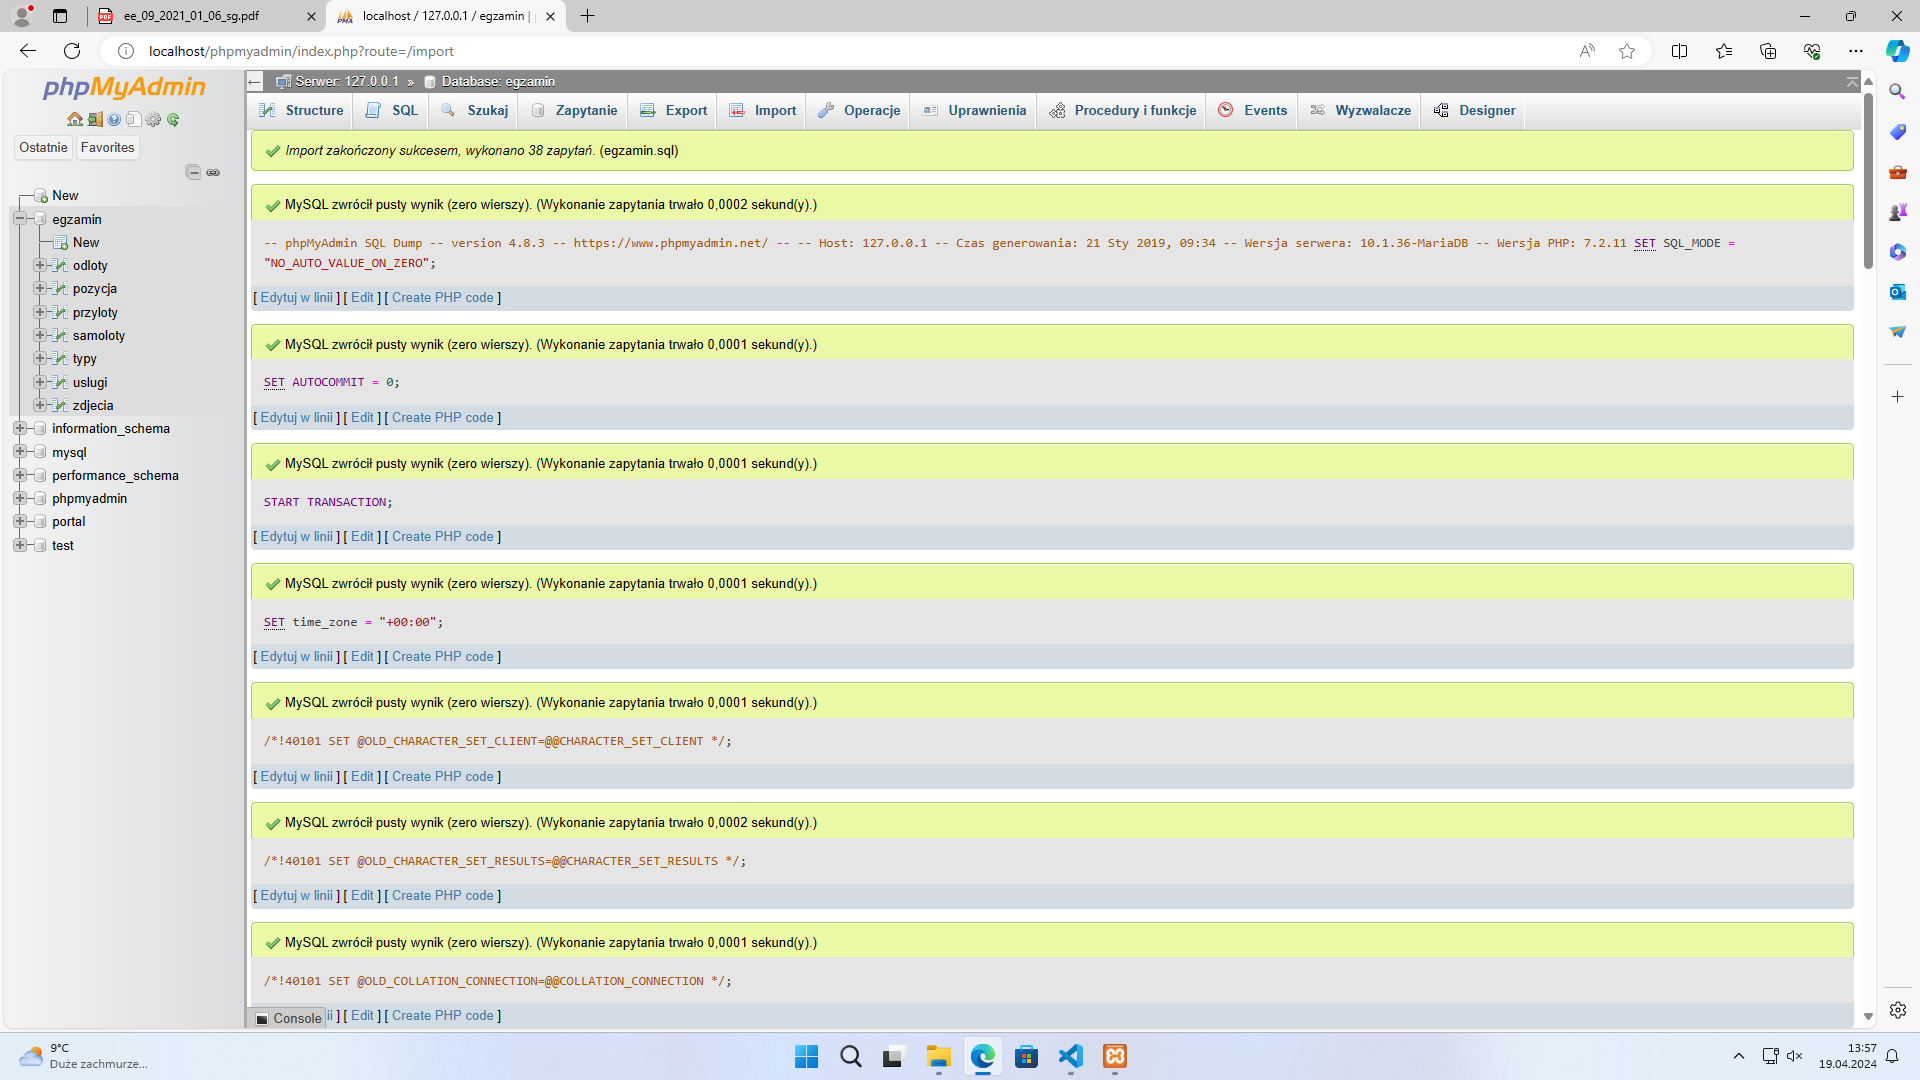 ee_09_2021_01_06_sg.pdf
localhost / 127.0.0.1 / egzamin |
localhost/phpmyadmin/index.php?route=/import
phpMyAdmin
Ostatnie Favorites
New
egzamin
New
odloty
pozycja
przyloty
samoloty
typy
uslugi
zdjecia
information_schema
mysql
performance_schema
phpmyadmin
portal
test
Serwer: 127.0.0.1 » Database: egzamin
Structure SQL Szukaj Zapytanie Export Import Operacje Uprawnienia Procedury i funkcje Events Wyzwalacze Designer
Import zakończony sukcesem, wykonano 38 zapytań. (egzamin.sql)
MySQL zwrócił pusty wynik (zero wierszy). (Wykonanie zapytania trwało 0,0002 sekund(y).)
-- phpMyAdmin SQL Dump -- version 4.8.3 -- https://www.phpmyadmin.net/ -- -- Host: 127.0.0.1 -- Czas generowania: 21 Sty 2019, 09:34 -- Wersja serwera: 10.1.36-MariaDB -- Wersja PHP: 7.2.11 SET SQL_MODE =
"NO_AUTO_VALUE_ON_ZERO";
[ Edytuj w linii ] [ Edit ] [ Create PHP code ]
MySQL zwrócił pusty wynik (zero wierszy). (Wykonanie zapytania trwało 0,0001 sekund(y).)
SET AUTOCOMMIT = 0;
[ Edytuj w linii ] [ Edit ] [ Create PHP code ]
MySQL zwrócił pusty wynik (zero wierszy). (Wykonanie zapytania trwało 0,0001 sekund(y).)
START TRANSACTION;
[ Edytuj w linii ] [ Edit ] [ Create PHP code ]
MySQL zwrócił pusty wynik (zero wierszy). (Wykonanie zapytania trwało 0,0001 sekund(y).)
SET time_zone = "+00:00";
[ Edytuj w linii ] [ Edit ] [ Create PHP code ]
MySQL zwrócił pusty wynik (zero wierszy). (Wykonanie zapytania trwało 0,0001 sekund(y).)
/*!40101 SET @OLD_CHARACTER_SET_CLIENT=@@CHARACTER_SET_CLIENT */;
[ Edytuj w linii ] [ Edit ] [ Create PHP code ]
MySQL zwrócił pusty wynik (zero wierszy). (Wykonanie zapytania trwało 0,0002 sekund(y).)
/*!40101 SET @OLD_CHARACTER_SET_RESULTS=@@CHARACTER_SET_RESULTS */;
[ Edytuj w linii ] [ Edit ] [ Create PHP code ]
MySQL zwrócił pusty wynik (zero wierszy). (Wykonanie zapytania trwało 0,0001 sekund(y).)
/*!40101 SET @OLD_COLLATION_CONNECTION=@@COLLATION_CONNECTION */;
Console ii ] [ Edit ] [ Create PHP code ]
9°C
Duże zachmurze...
13:57
19.04.2024